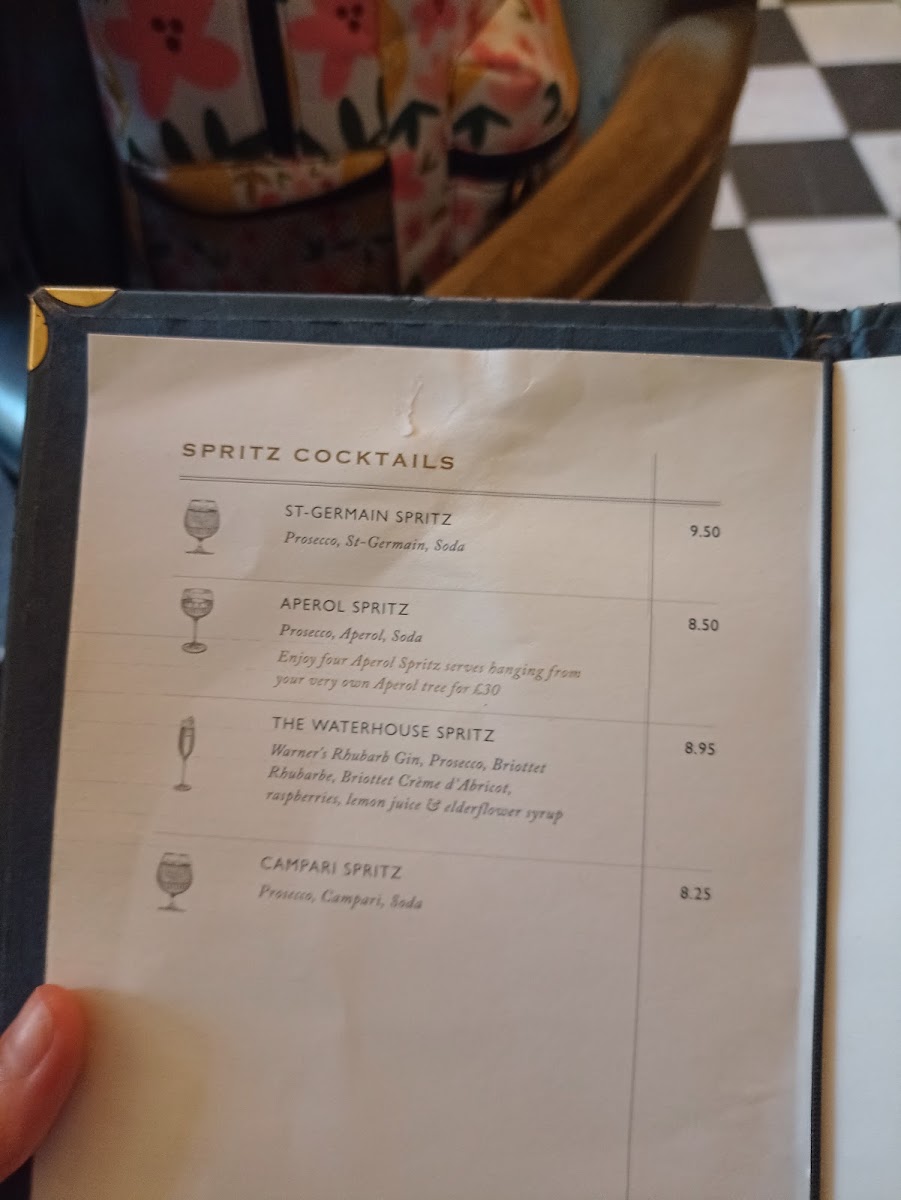 SPRITZ COCKTAILS
ST-GERMAIN SPRITZ
9.50
Prosecco, St-Germain, Soda
APEROL SPRITZ
8.50
Prosecco, Aperol, Soda
Enjoy four Aperol Spritz serves hanging from
your very own Aperol tree for £30
THE WATERHOUSE SPRITZ
8.95
Warner's Rhubarb Gin, Prosecco, Briottet
Rhubarbe, Briottet Crème d'Abricot,
raspberries, lemon juice & elderflower syrup
CAMPARI SPRITZ
8.25
Prosecco, Campari, Soda